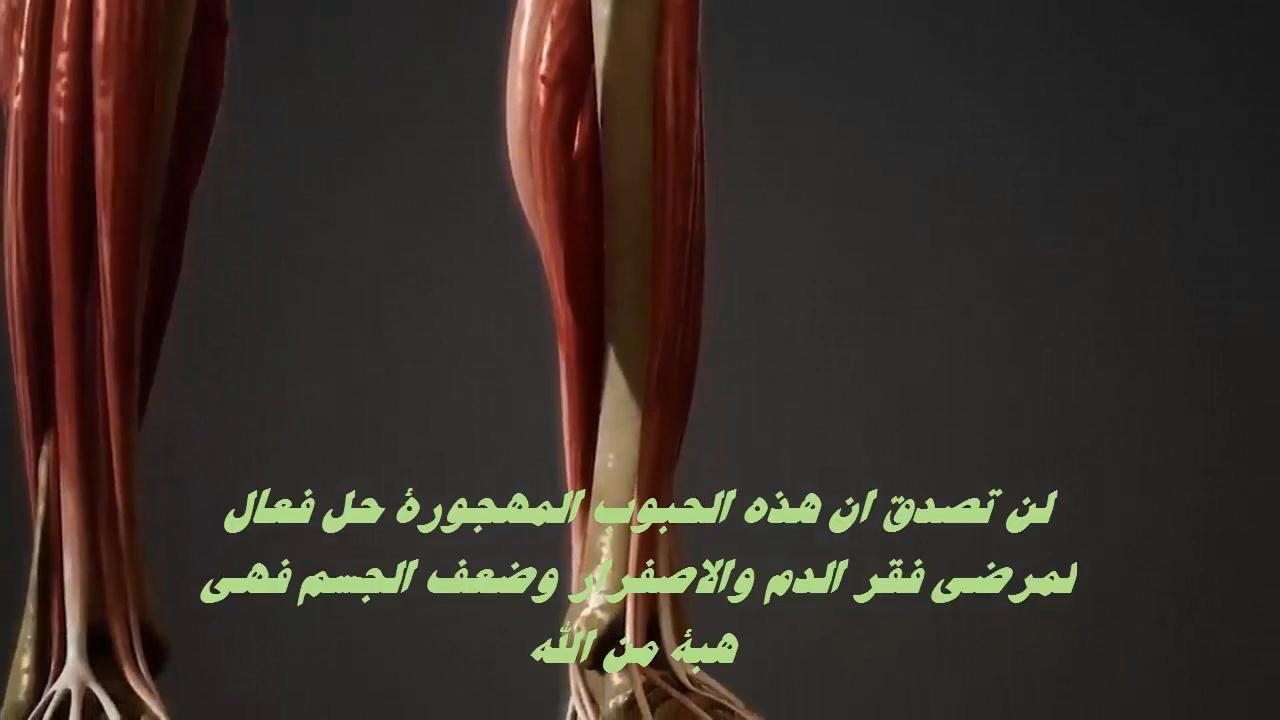 لن تصدق ان هذه الحبوب المهجورة حل فعال
لمرضى فقر الدم والاصفرار وضعف الجسم فهى
هبة من الله